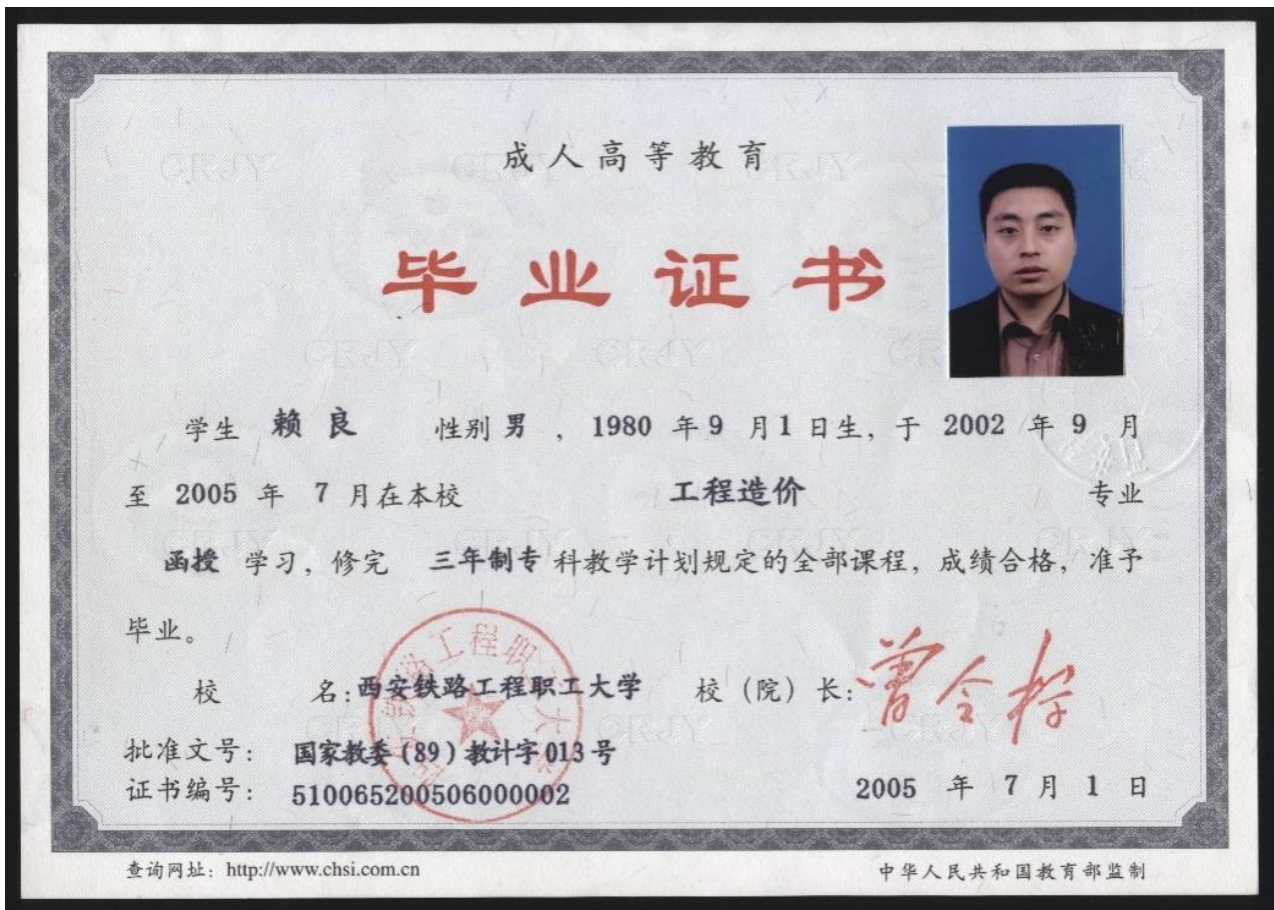 成人高等教育
毕业证书
学生 赖良 性别 男 , 1980 年 9 月 1 日生, 于 2002 年 9 月
至 2005 年 7 月在本校 工程造价 专业
函授 学习, 修完 三年制专 科教学计划规定的全部课程, 成绩合格, 准予
毕业。
校 名: 西安铁路工程职工大学 校 (院) 长:
批准文号: 国家教委 (89) 教计字 013 号
证书编号: 510065200506000002 2005 年 7 月 1 日
查询网址: http://www.chsi.com.cn 中华人民共和国教育部监制